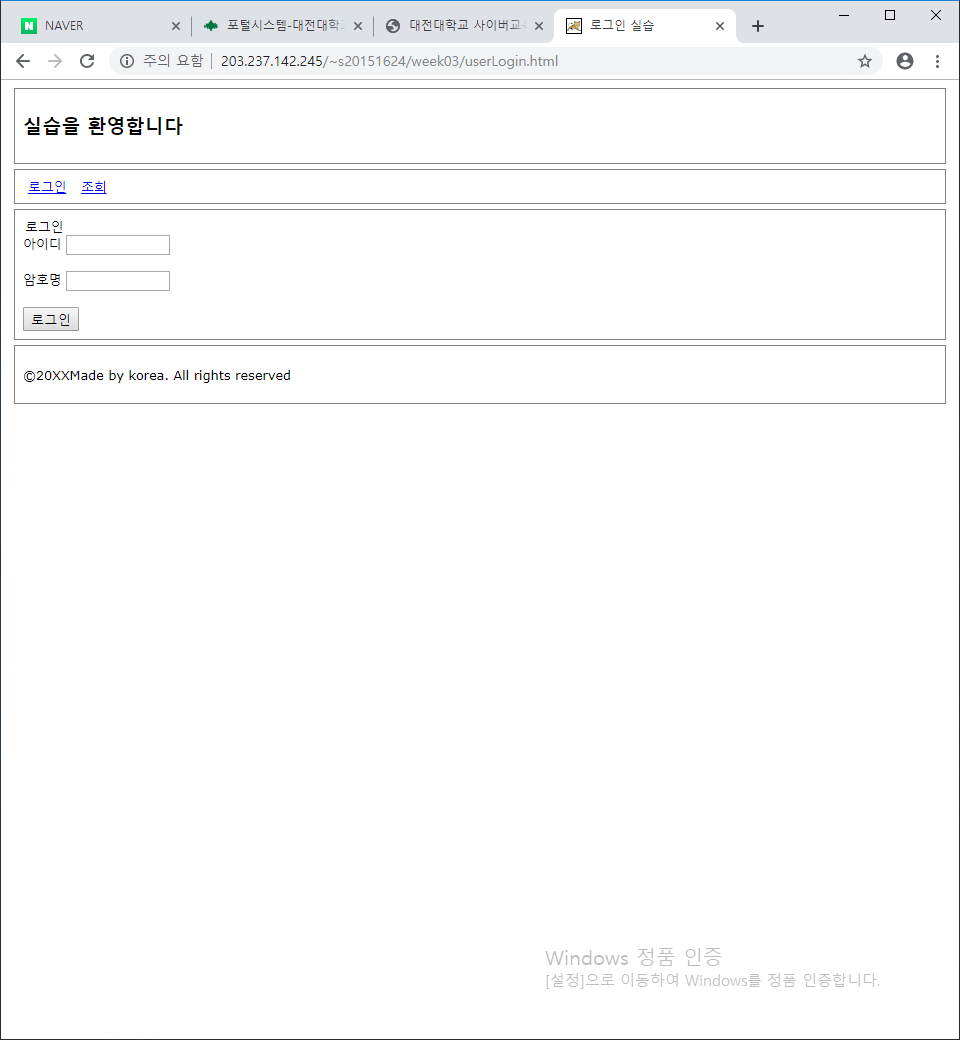 NAVER
포털시스템-대전대학교
대전대학교 사이버교육
로그인 실습
주의 요함
203.237.142.245/~s20151624/week03/userLogin.html
실습을 환영합니다
로그인 조회
로그인
아이디
암호명
로그인
©20XXMade by korea. All rights reserved
Windows 정품 인증
[설정]으로 이동하여 Windows를 정품 인증합니다.